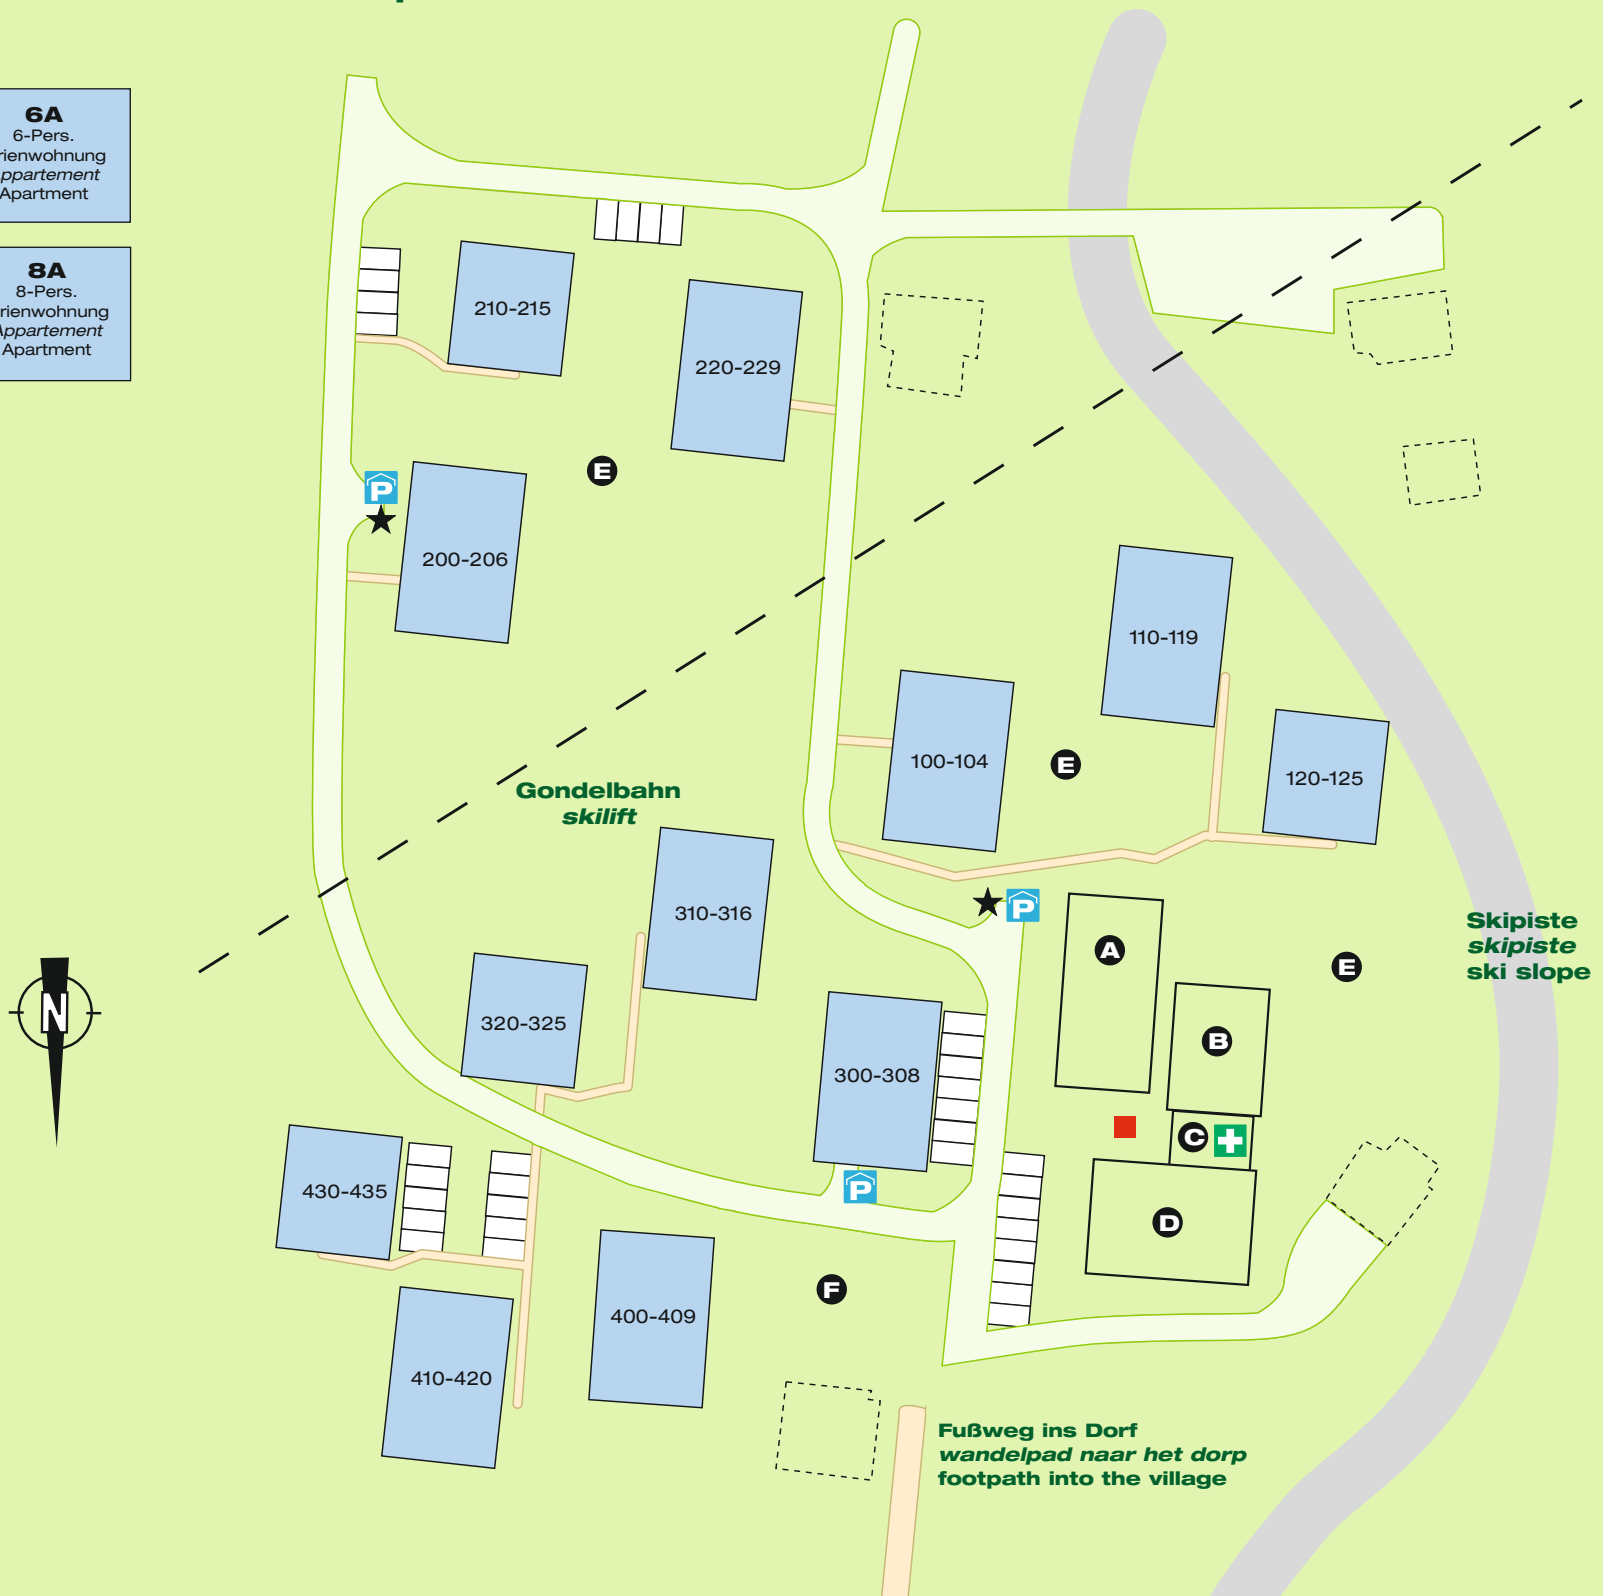 6A
6-Pers.
rienwohnung
ppartement
Apartment
8A
8-Pers.
rienwohnung
Appartement
Apartment
210-215
220-229
P
E
200-206
110-119
100-104
E
120-125
Gondelbahn
skilift
310-316
P
A
Skipiste
skipiste
ski slope
E
N
320-325
B
300-308
C
430-435
P
D
F
400-409
410-420
Fußweg ins Dorf
wandelpad naar het dorp
footpath into the village